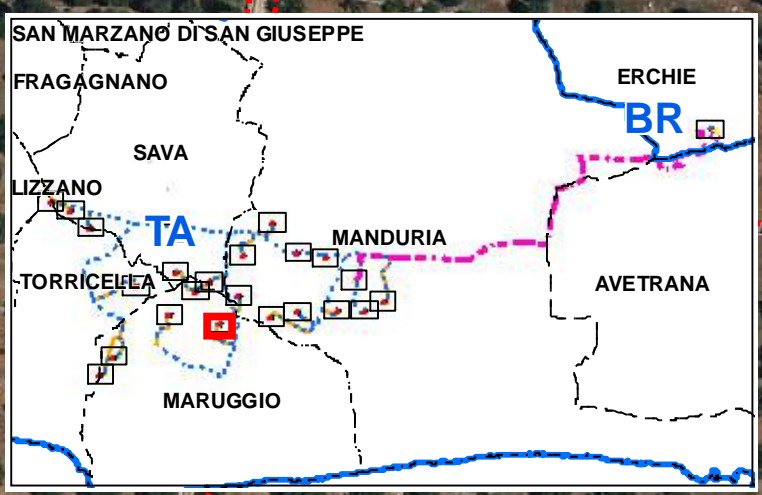 SAN MARZANO DI SAN GIUSEPPE
FRAGAGNANO
ERCHIE
BR
SAVA
LIZZANO
TA
MANDURIA
TORRICELLA
AVETRANA
MARUGGIO